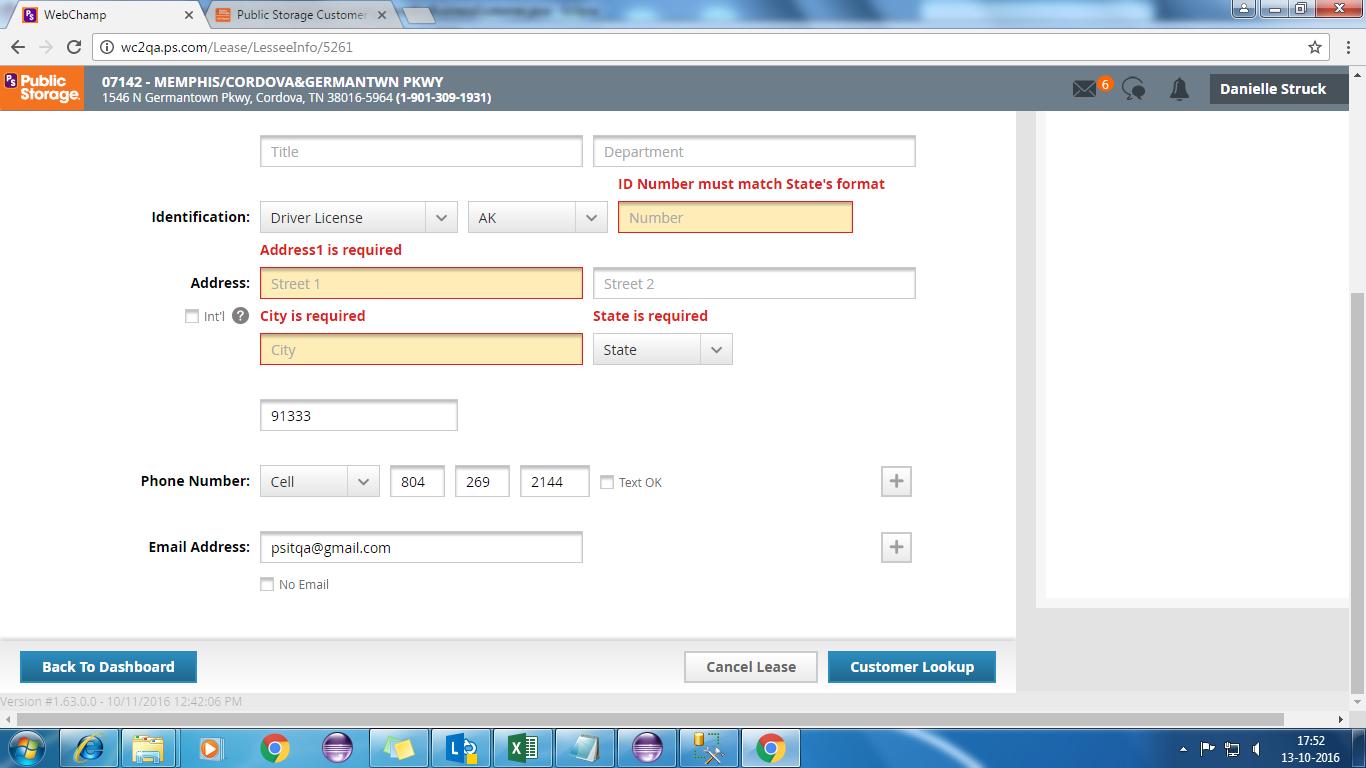 WebChamp
Public Storage Customer
wc2qa.ps.com/Lease/LesseeInfo/5261
PS Public Storage.
07142 - MEMPHIS/CORDOVA&GERMANTWN PKWY
1546 N Germantown Pkwy, Cordova, TN 38016-5964 (1-901-309-1931)
6
Danielle Struck
Title Department
ID Number must match State's format
Identification: Driver License AK Number
Address1 is required
Address: Street 1 Street 2
Int'l ? City is required State is required
City State
91333
Phone Number: Cell 804 269 2144 Text OK +
Email Address: psitqa@gmail.com +
No Email
Back To Dashboard Cancel Lease Customer Lookup
Version #1.63.0.0 - 10/11/2016 12:42:06 PM
17:52
13-10-2016